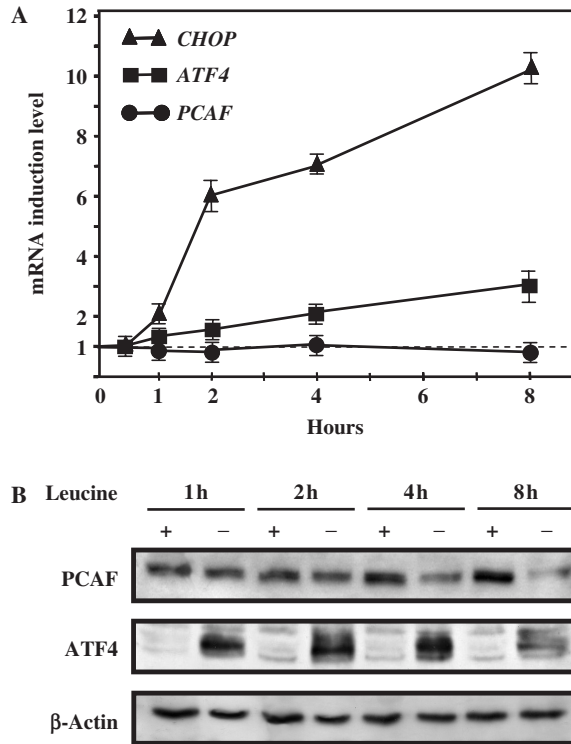 A
12
10
8
6
4
2
1
mRNA induction level
CHOP
ATF4
PCAF
0 1 2 4 6 8
Hours
B Leucine 1h 2h 4h 8h
+ − + − + − + −
PCAF
ATF4
β-Actin